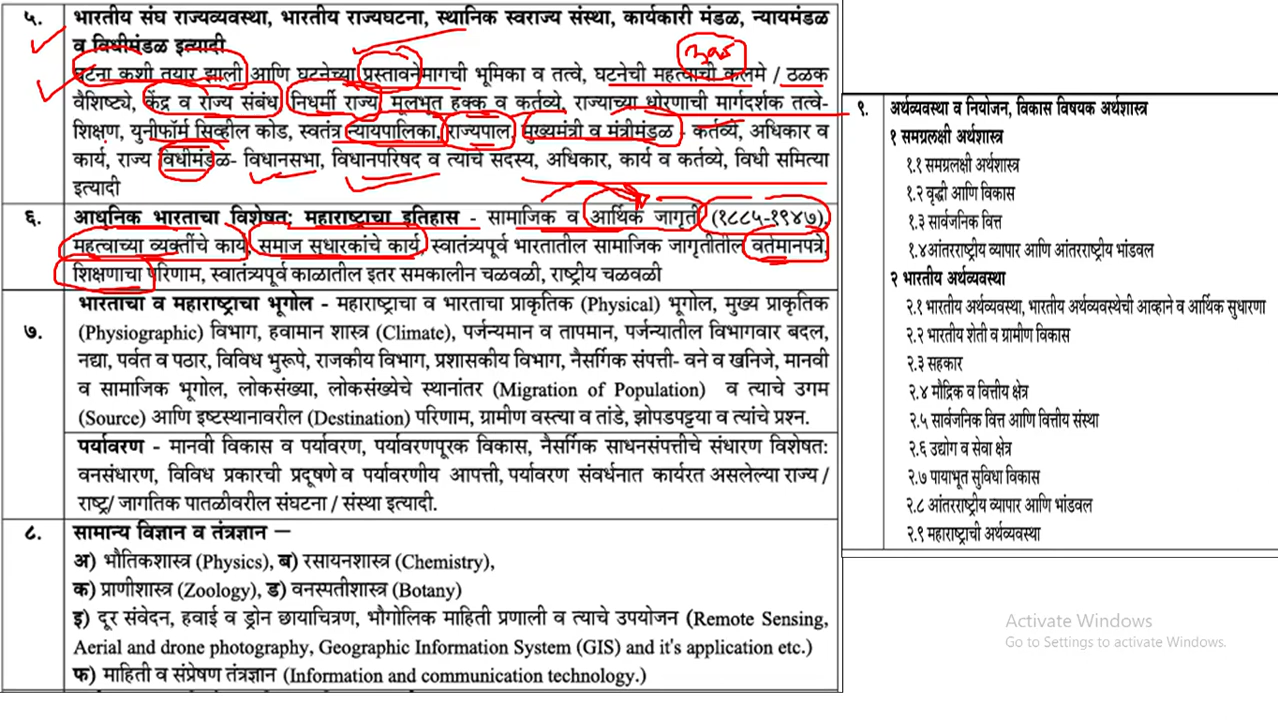 ५. भारतीय संघ राज्यव्यवस्था, भारतीय राज्यघटना, स्थानिक स्वराज्य संस्था, कार्यकारी मंडळ, न्यायमंडळ
व विधीमंडळ इत्यादी
घटना कशी तयार झाली आणि घटनेच्या प्रस्तावनेमागची भूमिका व तत्वे, घटनेची महत्वाची कलमे / ठळक
वैशिष्ट्ये, केंद्र व राज्य संबंध, निधर्मी राज्य, मूलभूत हक्क व कर्तव्ये, राज्याच्या धोरणाची मार्गदर्शक तत्वे-
शिक्षण, युनीफॉर्म सिव्हील कोड, स्वतंत्र न्यायपालिका, राज्यपाल, मुख्यमंत्री व मंत्रीमंडळ - कर्तव्ये, अधिकार व
कार्य, राज्य विधीमंडळ- विधानसभा, विधानपरिषद व त्याचे सदस्य, अधिकार, कार्य व कर्तव्ये, विधी समित्या
इत्यादी
६. आधुनिक भारताचा विशेषत: महाराष्ट्राचा इतिहास - सामाजिक व आर्थिक जागृती (१८८५-१९४७),
महत्वाच्या व्यक्तींचे कार्य, समाज सुधारकांचे कार्य, स्वातंत्र्यपूर्व भारतातील सामाजिक जागृतीतील वर्तमानपत्रे,
शिक्षणाचा परिणाम, स्वातंत्र्यपूर्व काळातील इतर समकालीन चळवळी, राष्ट्रीय चळवळी
भारताचा व महाराष्ट्राचा भूगोल - महाराष्ट्राचा व भारताचा प्राकृतिक (Physical) भूगोल, मुख्य प्राकृतिक
७. (Physiographic) विभाग, हवामान शास्त्र (Climate), पर्जन्यमान व तापमान, पर्जन्यातील विभागवार बदल,
नद्या, पर्वत व पठार, विविध भुरूपे, राजकीय विभाग, प्रशासकीय विभाग, नैसर्गिक संपत्ती- वने व खनिजे, मानवी
व सामाजिक भूगोल, लोकसंख्या, लोकसंख्येचे स्थानांतर (Migration of Population) व त्याचे उगम
(Source) आणि इष्टस्थानावरील (Destination) परिणाम, ग्रामीण वस्त्या व तांडे, झोपडपट्टया व त्यांचे प्रश्न.
पर्यावरण - मानवी विकास व पर्यावरण, पर्यावरणपूरक विकास, नैसर्गिक साधनसंपत्तीचे संधारण विशेषत:
वनसंधारण, विविध प्रकारची प्रदूषणे व पर्यावरणीय आपत्ती, पर्यावरण संवर्धनात कार्यरत असलेल्या राज्य /
राष्ट्र/ जागतिक पातळीवरील संघटना / संस्था इत्यादी.
८. सामान्य विज्ञान व तंत्रज्ञान –
अ) भौतिकशास्त्र (Physics), ब) रसायनशास्त्र (Chemistry),
क) प्राणीशास्त्र (Zoology), ड) वनस्पतीशास्त्र (Botany)
इ) दूर संवेदन, हवाई व ड्रोन छायाचित्रण, भौगोलिक माहिती प्रणाली व त्याचे उपयोजन (Remote Sensing,
Aerial and drone photography, Geographic Information System (GIS) and it's application etc.)
फ) माहिती व संप्रेषण तंत्रज्ञान (Information and communication technology.)
९. अर्थव्यवस्था व नियोजन, विकास विषयक अर्थशास्त्र
१ समग्रलक्षी अर्थशास्त्र
१.१ समग्रलक्षी अर्थशास्त्र
१.२ वृद्धी आणि विकास
१.३ सार्वजनिक वित्त
१.४आंतरराष्ट्रीय व्यापार आणि आंतरराष्ट्रीय भांडवल
२ भारतीय अर्थव्यवस्था
२.१ भारतीय अर्थव्यवस्था, भारतीय अर्थव्यवस्थेची आव्हाने व आर्थिक सुधारणा
२.२ भारतीय शेती व ग्रामीण विकास
२.३ सहकार
२.४ मौद्रिक व वित्तीय क्षेत्र
२.५ सार्वजनिक वित्त आणि वित्तीय संस्था
२.६ उद्योग व सेवा क्षेत्र
२.७ पायाभूत सुविधा विकास
२.८ आंतरराष्ट्रीय व्यापार आणि भांडवल
२.९ महाराष्ट्राची अर्थव्यवस्था
Activate Windows
Go to Settings to activate Windows.